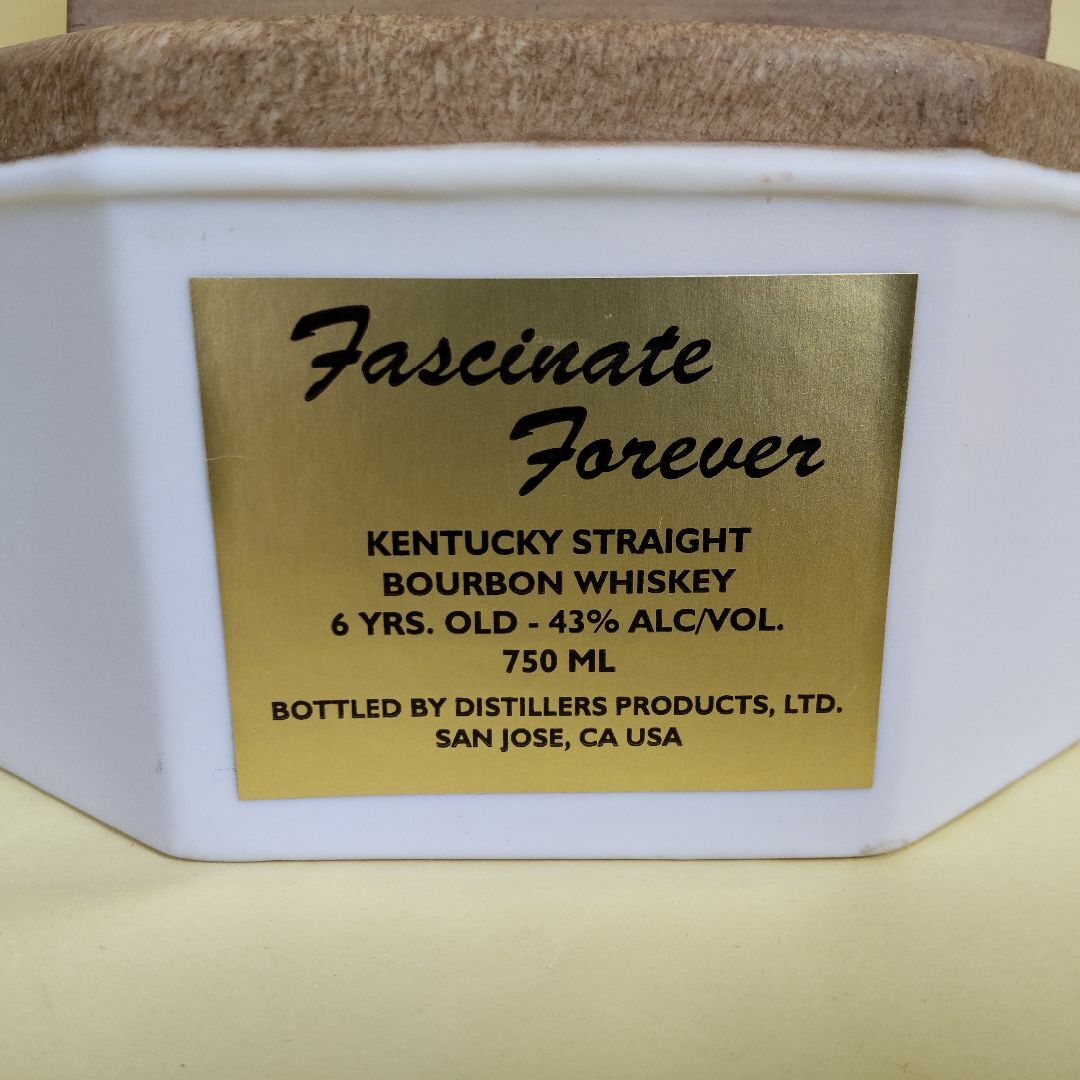 Fascinate
Forever
KENTUCKY STRAIGHT
BOURBON WHISKEY
6 YRS. OLD - 43% ALC/VOL.
750 ML
BOTTLED BY DISTILLERS PRODUCTS, LTD.
SAN JOSE, CA USA